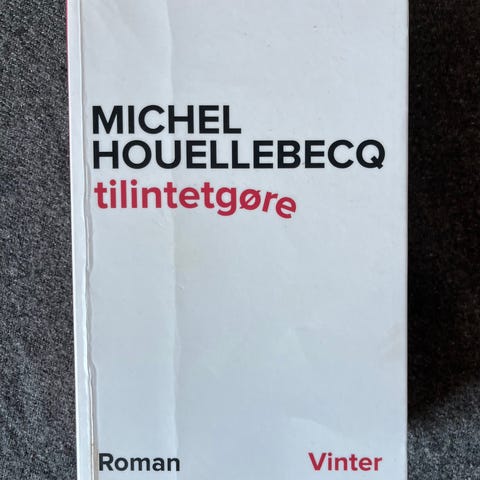 MICHEL
HOUELLEBECQ
tilintetgøre
Roman
Vinter